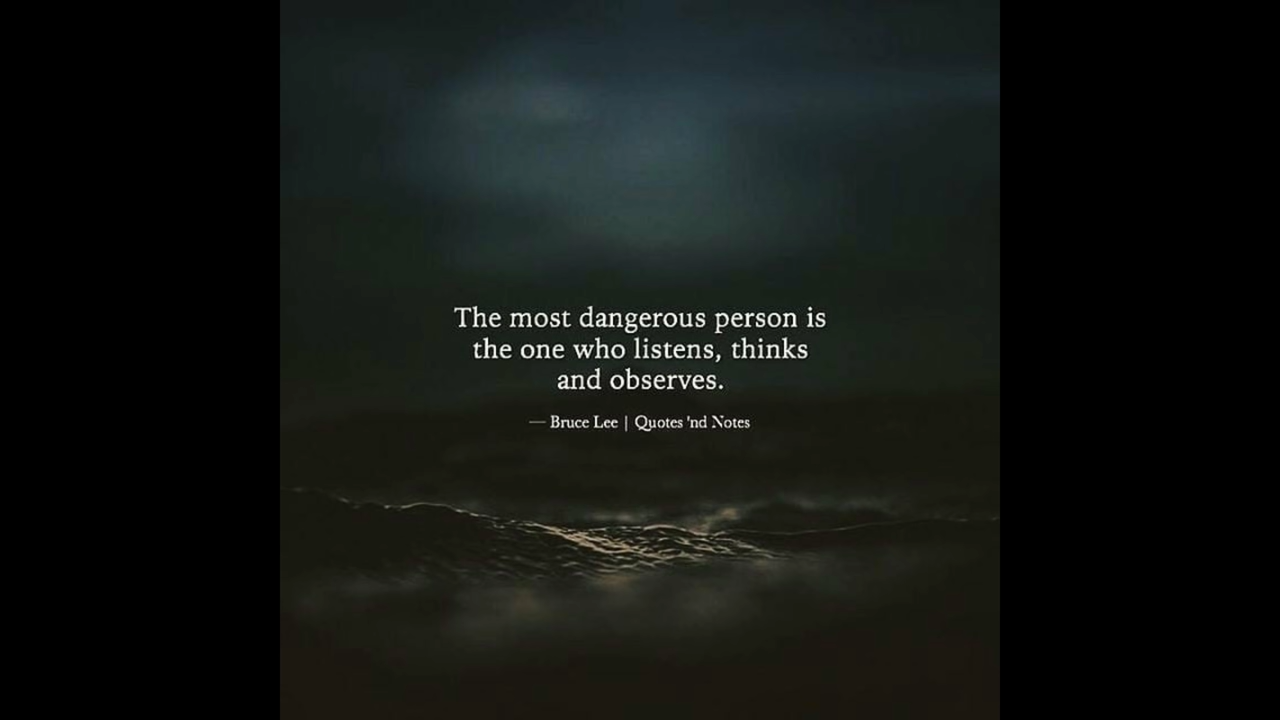 The most dangerous person is
the one who listens, thinks
and observes.
— Bruce Lee | Quotes 'nd Notes